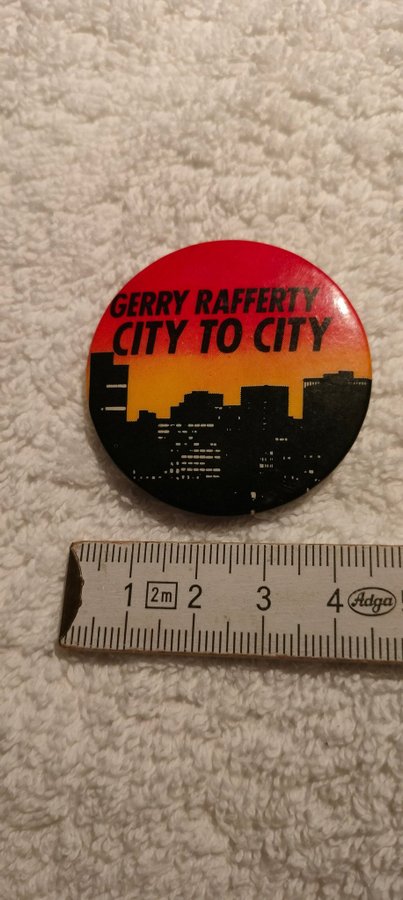 GERRY RAFFERTY
CITY TO CITY
1 2m 2 3 4 Adga